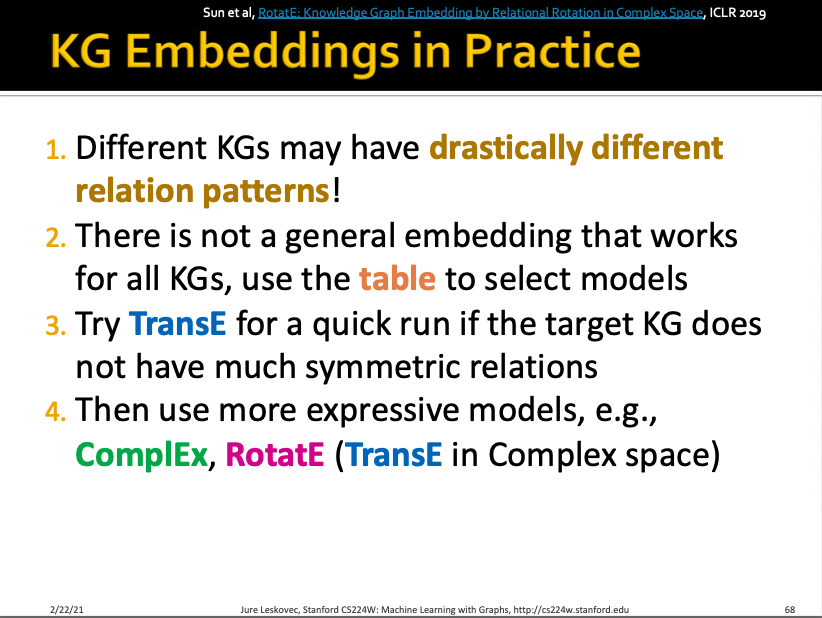 Sun et al, RotatE: Knowledge Graph Embedding by Relational Rotation in Complex Space, ICLR 2019
KG Embeddings in Practice
1. Different KGs may have drastically different
relation patterns!
2. There is not a general embedding that works
for all KGs, use the table to select models
3. Try TransE for a quick run if the target KG does
not have much symmetric relations
4. Then use more expressive models, e.g.,
ComplEx, RotatE (TransE in Complex space)
2/22/21 Jure Leskovec, Stanford CS224W: Machine Learning with Graphs, http://cs224w.stanford.edu 68